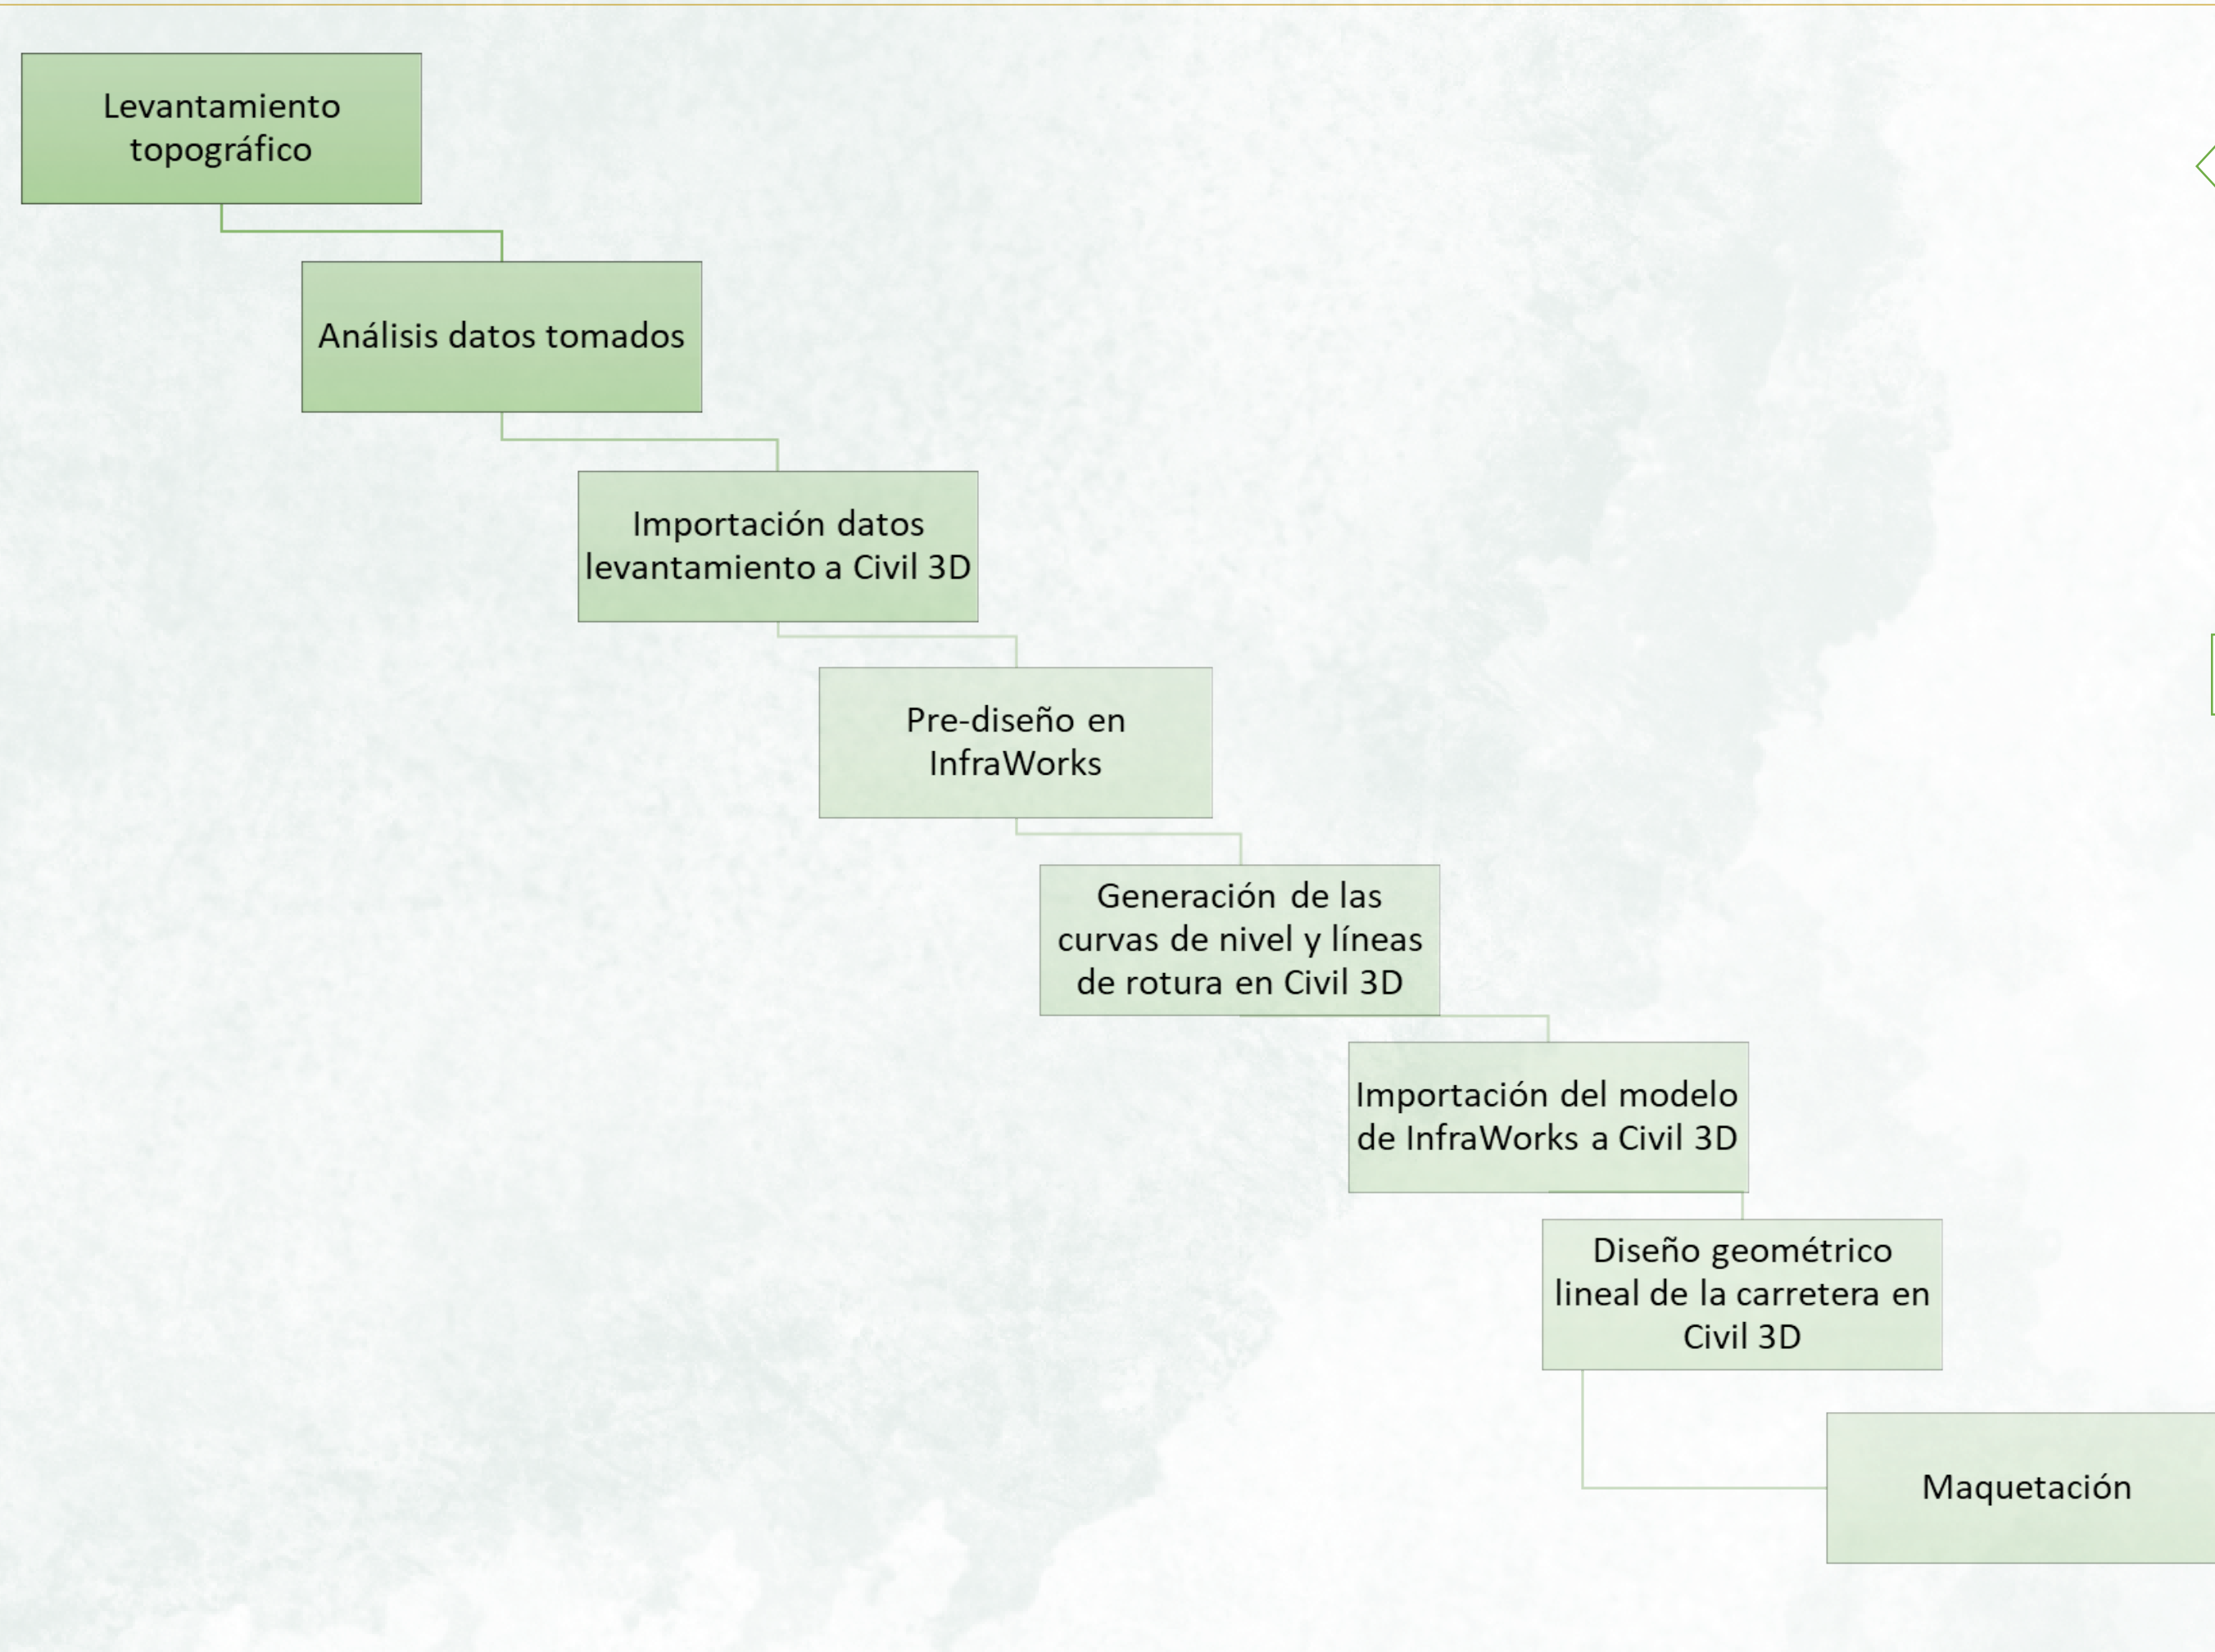 Levantamiento
topográfico
Análisis datos tomados
Importación datos
levantamiento a Civil 3D
Pre-diseño en
InfraWorks
Generación de las
curvas de nivel y líneas
de rotura en Civil 3D
Importación del modelo
de InfraWorks a Civil 3D
Diseño geométrico
lineal de la carretera en
Civil 3D
Maquetación